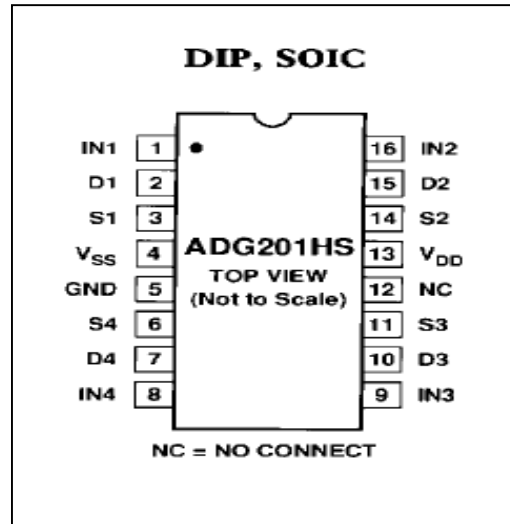 DIP, SOIC
IN1 1 16 IN2
D1 2 15 D2
S1 3 14 S2
VSS 4 ADG201HS 13 VDD
TOP VIEW
GND 5 (Not to Scale) 12 NC
S4 6 11 S3
D4 7 10 D3
IN4 8 9 IN3
NC = NO CONNECT